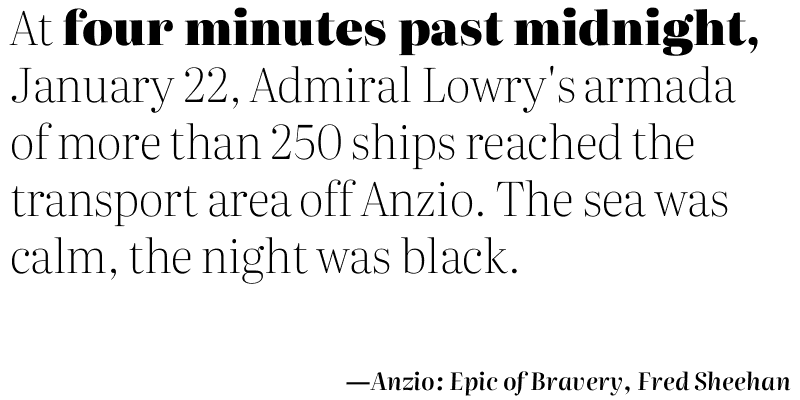 At four minutes past midnight,
January 22, Admiral Lowry's armada
of more than 250 ships reached the
transport area off Anzio. The sea was
calm, the night was black.
—Anzio: Epic of Bravery, Fred Sheehan